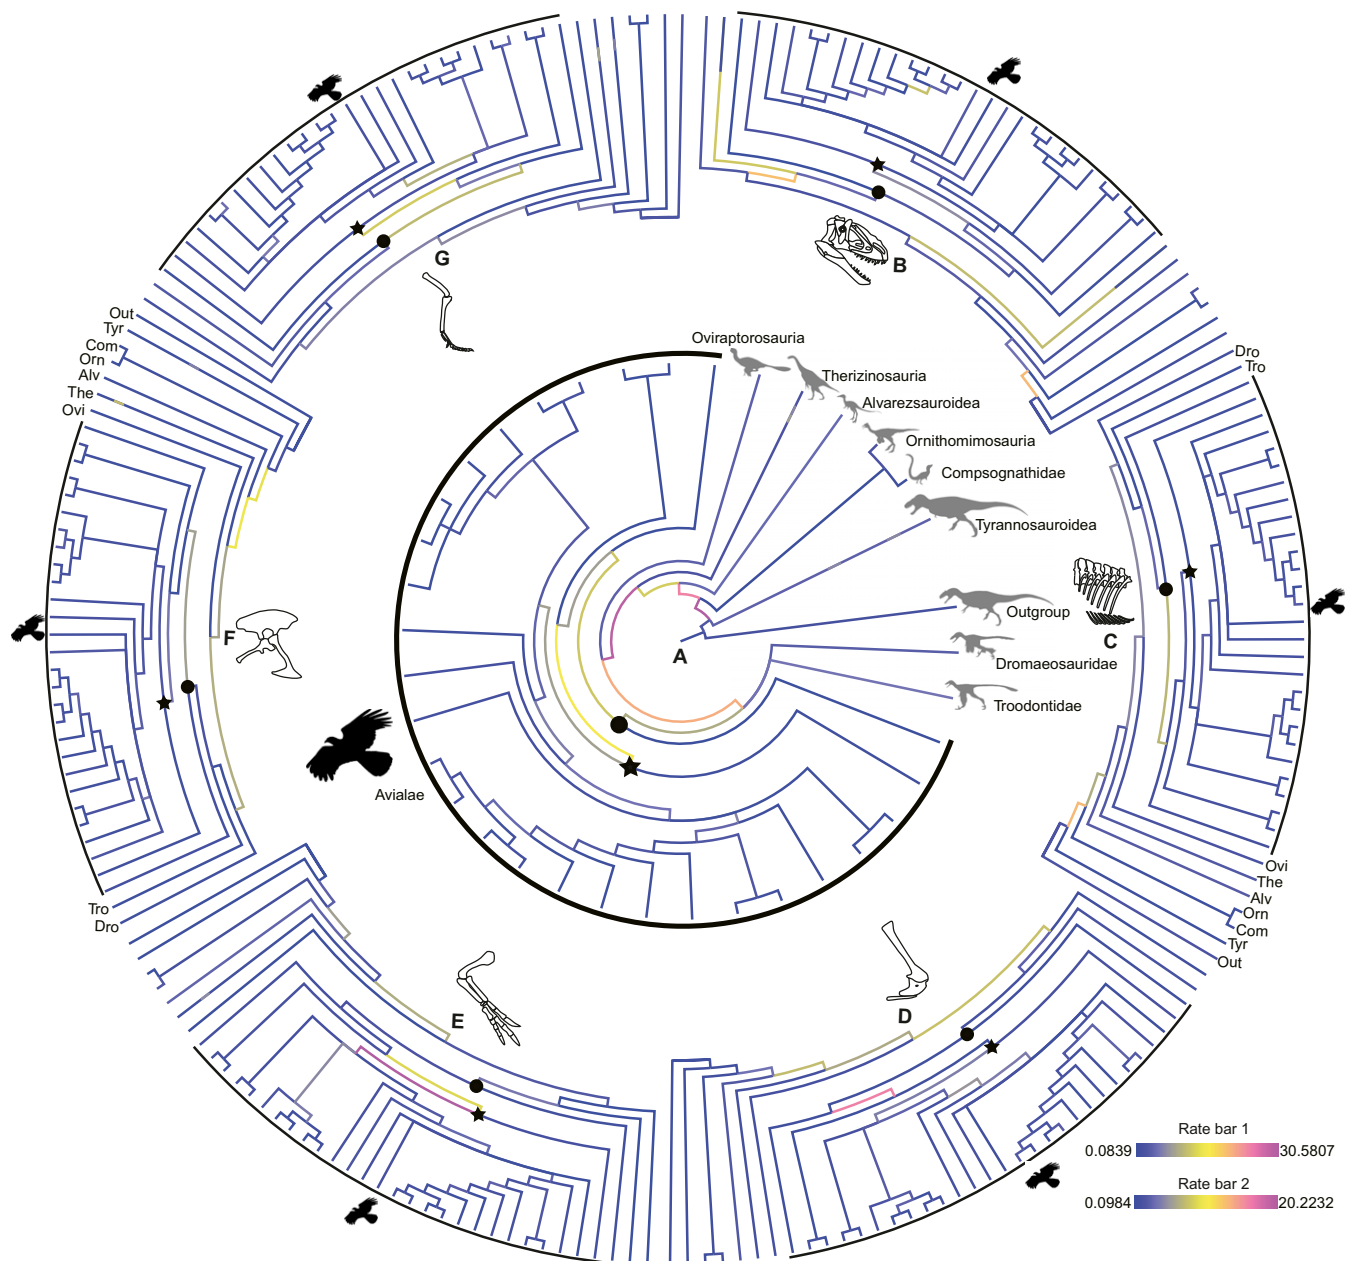 G
B
Out
Tyr
Com
Orn
Alv
The
Ovi
Oviraptorosauria
Therizinosauria
Alvarezsauroidea
Ornithomimosauria
Compsognathidae
Tyrannosauroidea
Dro
Tro
Outgroup
Dromaeosauridae
Troodontidae
A
F
C
Avialae
Tro
Dro
E
D
Ovi
The
Alv
Orn
Com
Tyr
Out
Rate bar 1
0.0839 30.5807
Rate bar 2
0.0984 20.2232